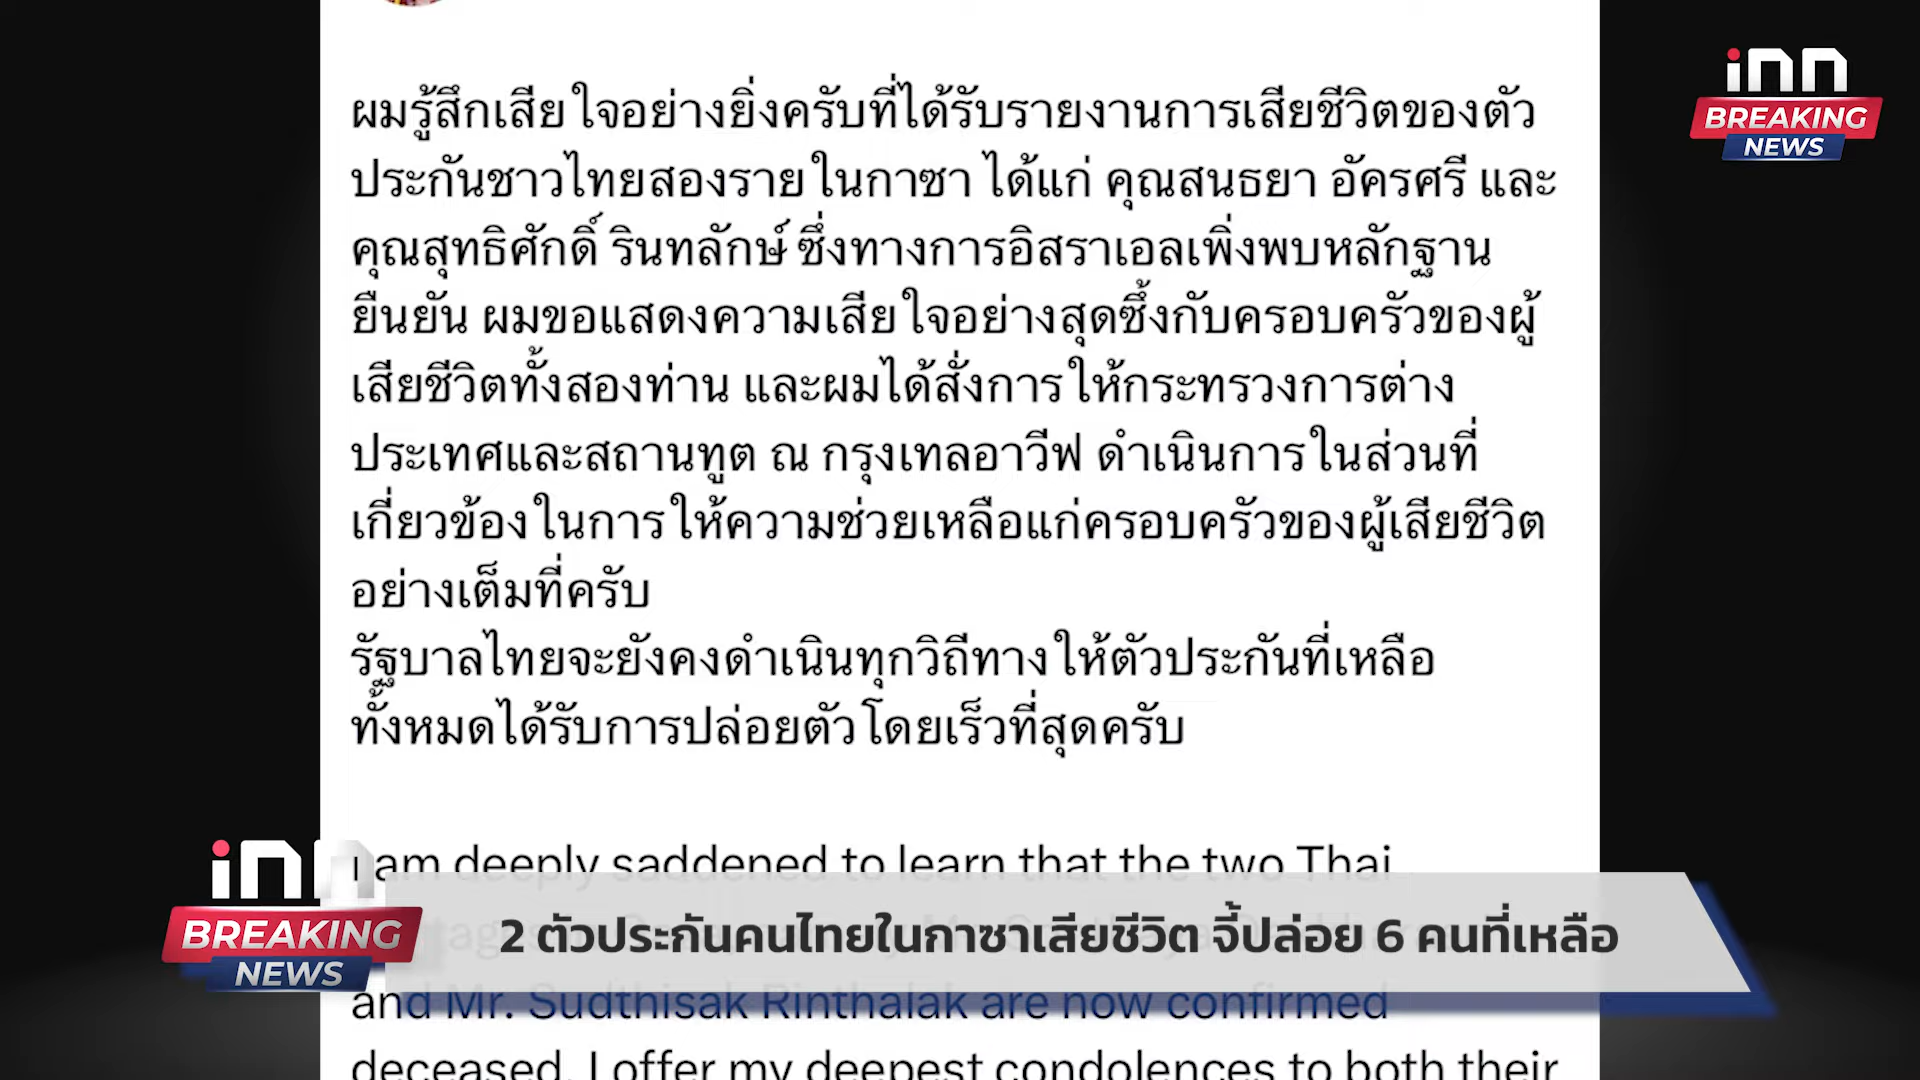 inn
BREAKING
NEWS
ผมรู้สึกเสียใจอย่างยิ่งครับที่ได้รับรายงานการเสียชีวิตของตัว
ประกันชาวไทยสองรายในกาซา ได้แก่ คุณสนธยา อัครศรี และ
คุณสุทธิศักดิ์ รินทลักษ์ ซึ่งทางการอิสราเอลเพิ่งพบหลักฐาน
ยืนยัน ผมขอแสดงความเสียใจอย่างสุดซึ้งกับครอบครัวของผู้
เสียชีวิตทั้งสองท่าน และผมได้สั่งการให้กระทรวงการต่าง
ประเทศและสถานทูต ณ กรุงเทลอาวีฟ ดำเนินการในส่วนที่
เกี่ยวข้องในการให้ความช่วยเหลือแก่ครอบครัวของผู้เสียชีวิต
อย่างเต็มที่ครับ
รัฐบาลไทยจะยังคงดำเนินทุกวิถีทางให้ตัวประกันที่เหลือ
ทั้งหมดได้รับการปล่อยตัวโดยเร็วที่สุดครับ
I am deeply saddened to learn that the two Thai
and Mr. Sudthisak Rinthalak are now confirmed
deceased. I offer my deepest condolences to both their
inn
BREAKING
NEWS
2 ตัวประกันคนไทยในกาซาเสียชีวิต จี้ปล่อย 6 คนที่เหลือ